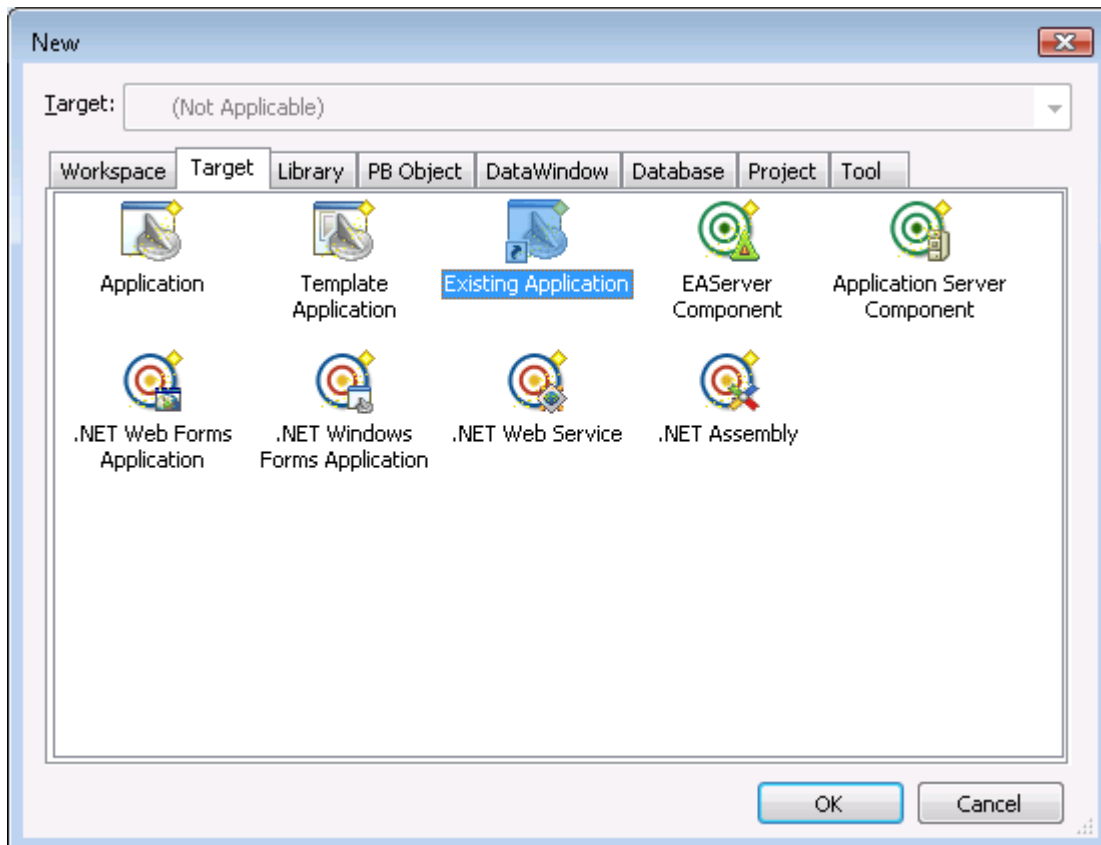 New
Target: (Not Applicable)
Workspace Target Library PB Object DataWindow Database Project Tool
Application
Template
Application
Existing Application
EAServer
Component
Application Server
Component
.NET Web Forms
Application
.NET Windows
Forms Application
.NET Web Service
.NET Assembly
OK Cancel